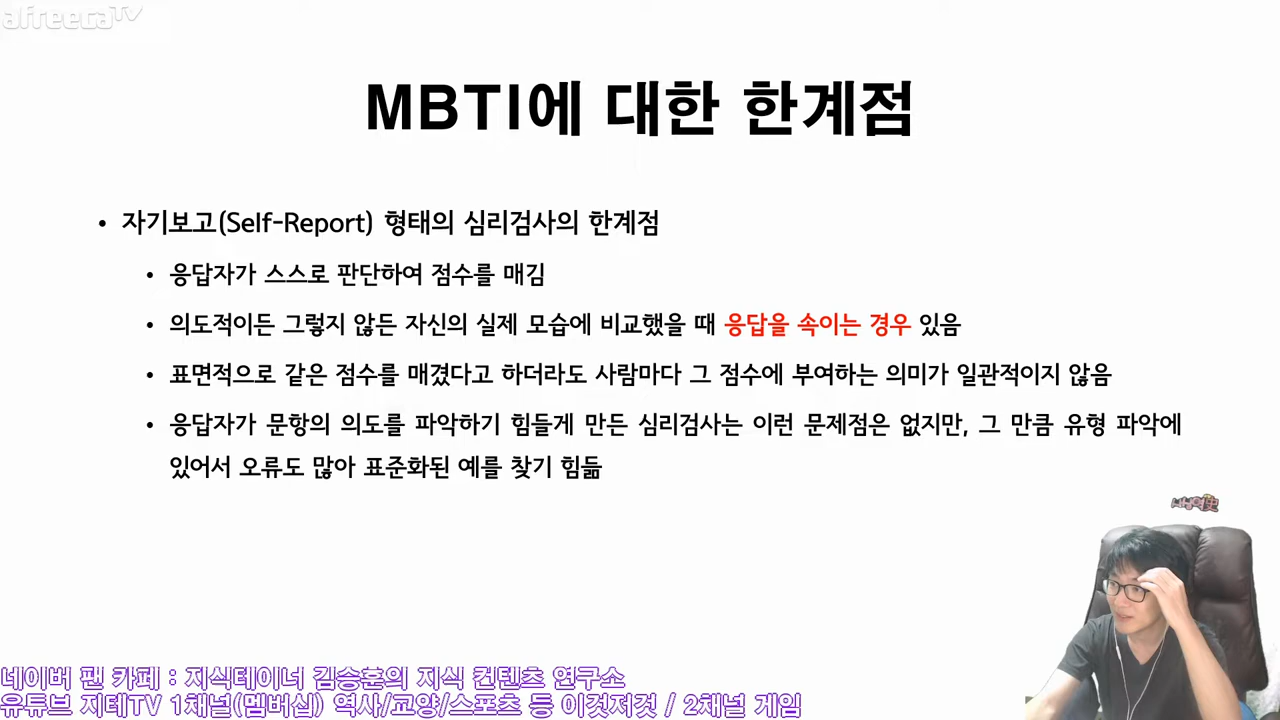 afreecaTV
MBTI에 대한 한계점
• 자기보고(Self-Report) 형태의 심리검사의 한계점
• 응답자가 스스로 판단하여 점수를 매김
• 의도적이든 그렇지 않든 자신의 실제 모습에 비교했을 때 응답을 속이는 경우 있음
• 표면적으로 같은 점수를 매겼다고 하더라도 사람마다 그 점수에 부여하는 의미가 일관적이지 않음
• 응답자가 문항의 의도를 파악하기 힘들게 만든 심리검사는 이런 문제점은 없지만, 그 만큼 유형 파악에
있어서 오류도 많아 표준화된 예를 찾기 힘듦
네이버 팬 카페 : 지식테이너 김승훈의 지식 컨텐츠 연구소
유튜브 지테TV 1채널(멤버십) 역사/교양/스포츠 등 이것저것 / 2채널 게임